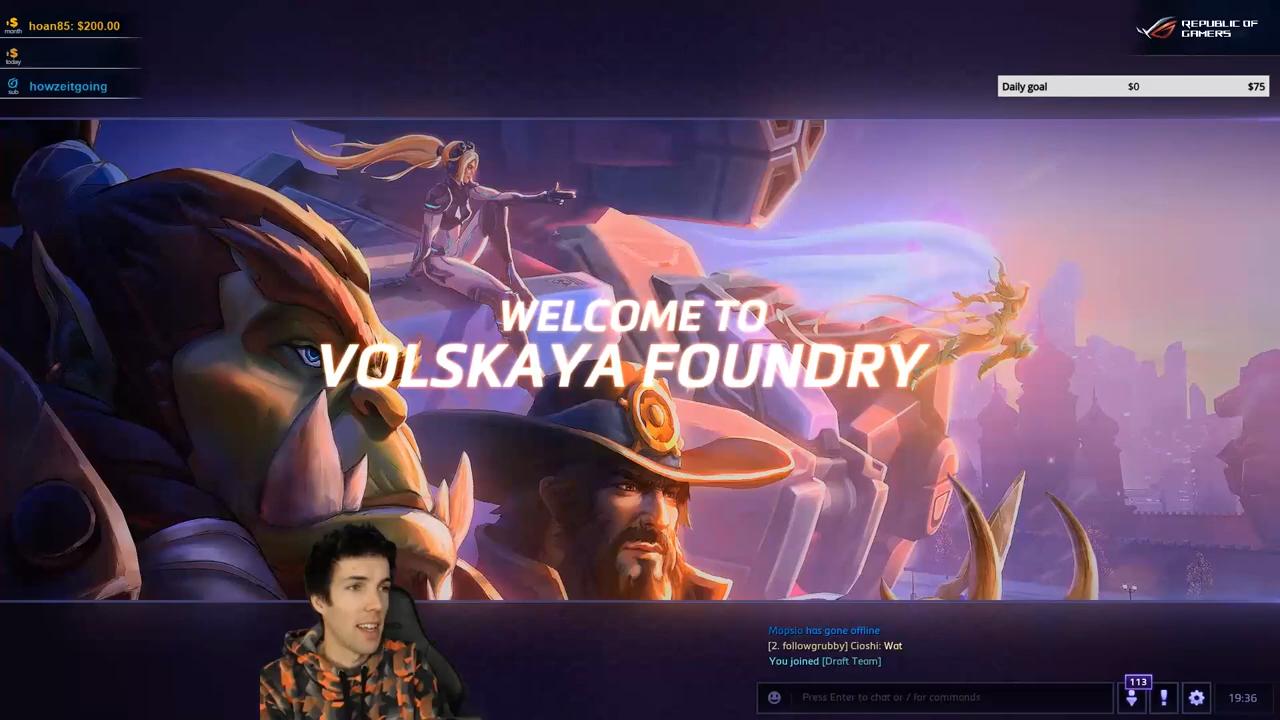 month
hoan85: $200.00
today
sub
howzeitgoing
REPUBLIC OF
GAMERS
Daily goal $0 $75
WELCOME TO
VOLSKAYA FOUNDRY
Mopsio has gone offline
[2. followgrubby] Cioshi: Wat
You joined [Draft Team]
113
Press Enter to chat or / for commands
19:36